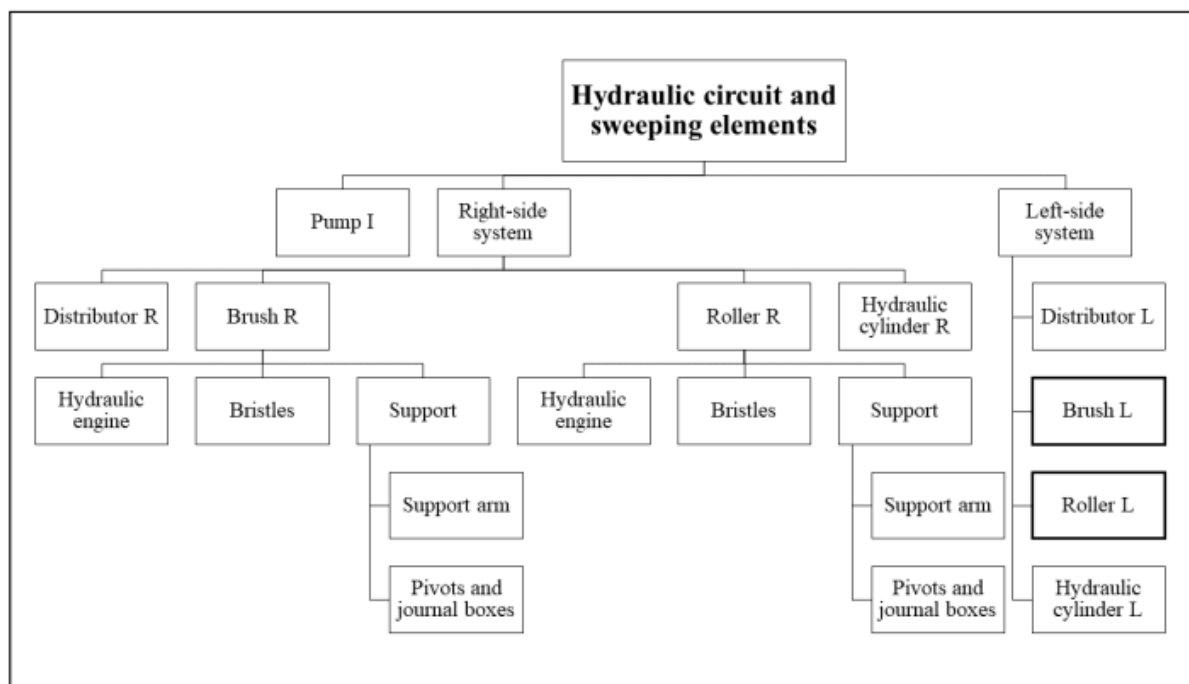 Hydraulic circuit and
sweeping elements
Pump I
Right-side
system
Left-side
system
Distributor R
Brush R
Roller R
Hydraulic
cylinder R
Distributor L
Hydraulic
engine
Bristles
Support
Hydraulic
engine
Bristles
Support
Brush L
Support arm
Support arm
Roller L
Pivots and
journal boxes
Pivots and
journal boxes
Hydraulic
cylinder L